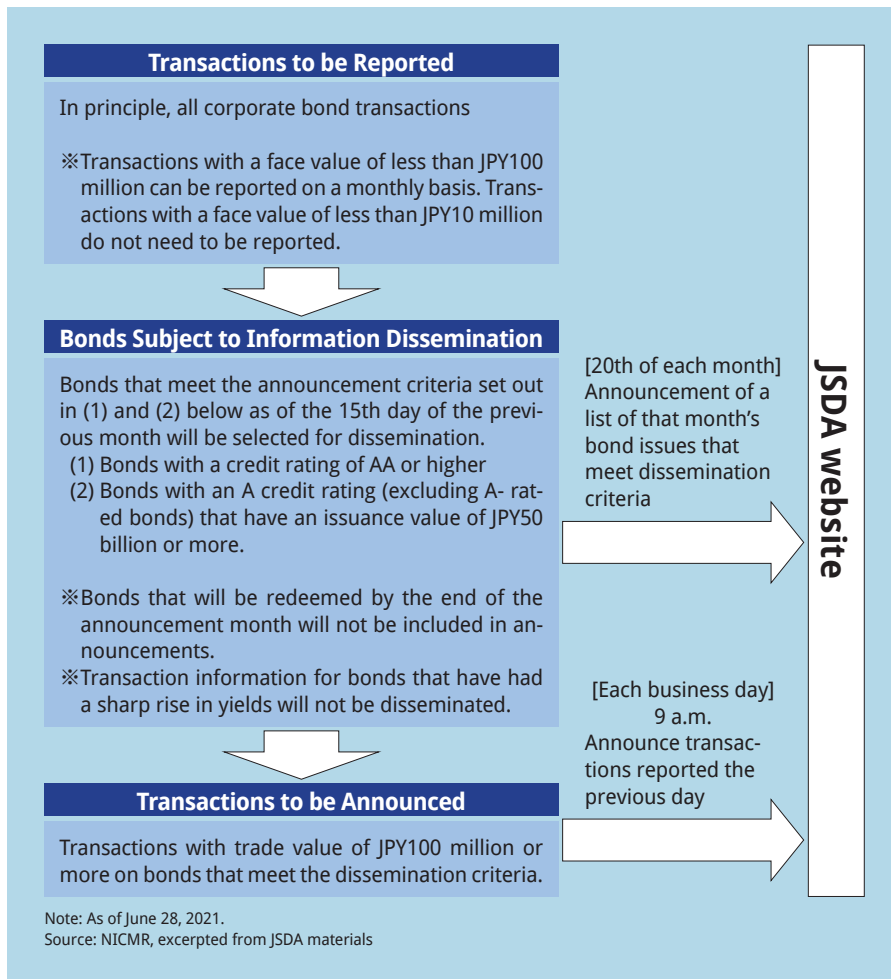 Transactions to be Reported
In principle, all corporate bond transactions
※Transactions with a face value of less than JPY100
million can be reported on a monthly basis. Trans-
actions with a face value of less than JPY10 million
do not need to be reported.
Bonds Subject to Information Dissemination
Bonds that meet the announcement criteria set out
in (1) and (2) below as of the 15th day of the previ-
ous month will be selected for dissemination.
(1) Bonds with a credit rating of AA or higher
(2) Bonds with an A credit rating (excluding A- rat-
ed bonds) that have an issuance value of JPY50
billion or more.
※Bonds that will be redeemed by the end of the
announcement month will not be included in an-
nouncements.
※Transaction information for bonds that have had
a sharp rise in yields will not be disseminated.
[20th of each month]
Announcement of a
list of that month's
bond issues that
meet dissemination
criteria
Transactions to be Announced
Transactions with trade value of JPY100 million or
more on bonds that meet the dissemination criteria.
[Each business day]
9 a.m.
Announce transac-
tions reported the
previous day
JSDA website
Note: As of June 28, 2021.
Source: NICMR, excerpted from JSDA materials